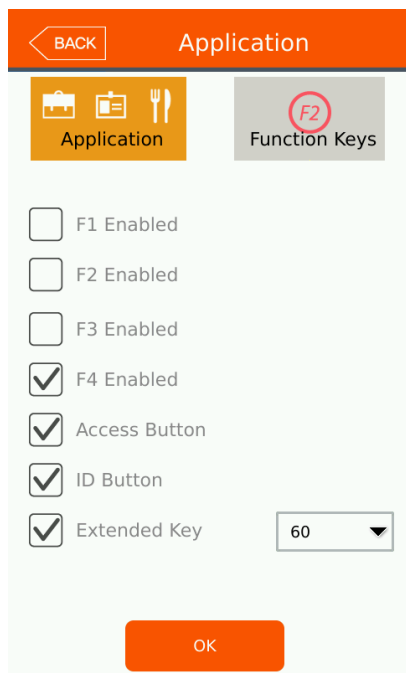 BACK
Application
F2
Application
Function Keys
F1 Enabled
F2 Enabled
F3 Enabled
F4 Enabled
Access Button
ID Button
Extended Key
60
OK